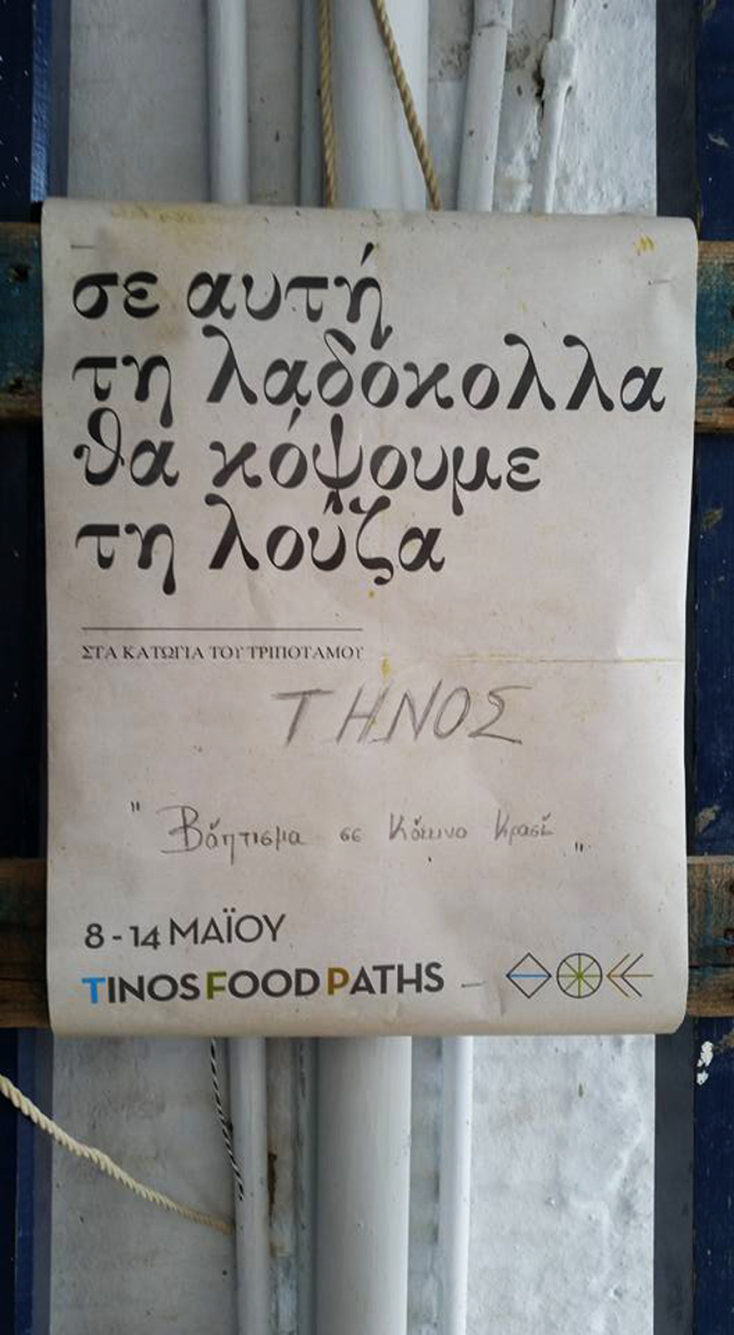 σε αυτή
τη λαδόκολλα
θα κόψουμε
τη λούζα
ΣΤΑ ΚΑΤΩΓΙΑ ΤΟΥ ΤΡΙΠΟΤΑΜΟΥ
ΤΗΝΟΣ
"Βάπτισμα σε Κόκκινο Κρασί"
8-14 ΜΑΪΟΥ
TINOS FOOD PATHS